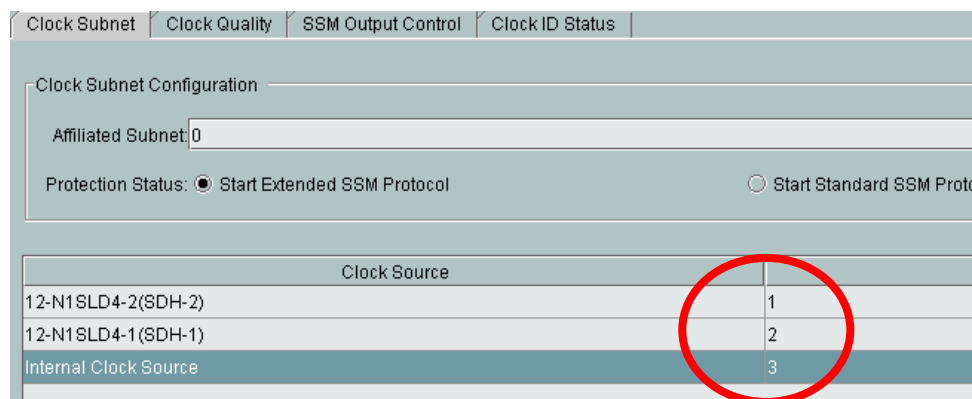 Clock Subnet Clock Quality SSM Output Control Clock ID Status
Clock Subnet Configuration
Affiliated Subnet: 0
Protection Status: Start Extended SSM Protocol Start Standard SSM Proto
Clock Source
12-N1SLD4-2(SDH-2) 1
12-N1SLD4-1(SDH-1) 2
Internal Clock Source 3